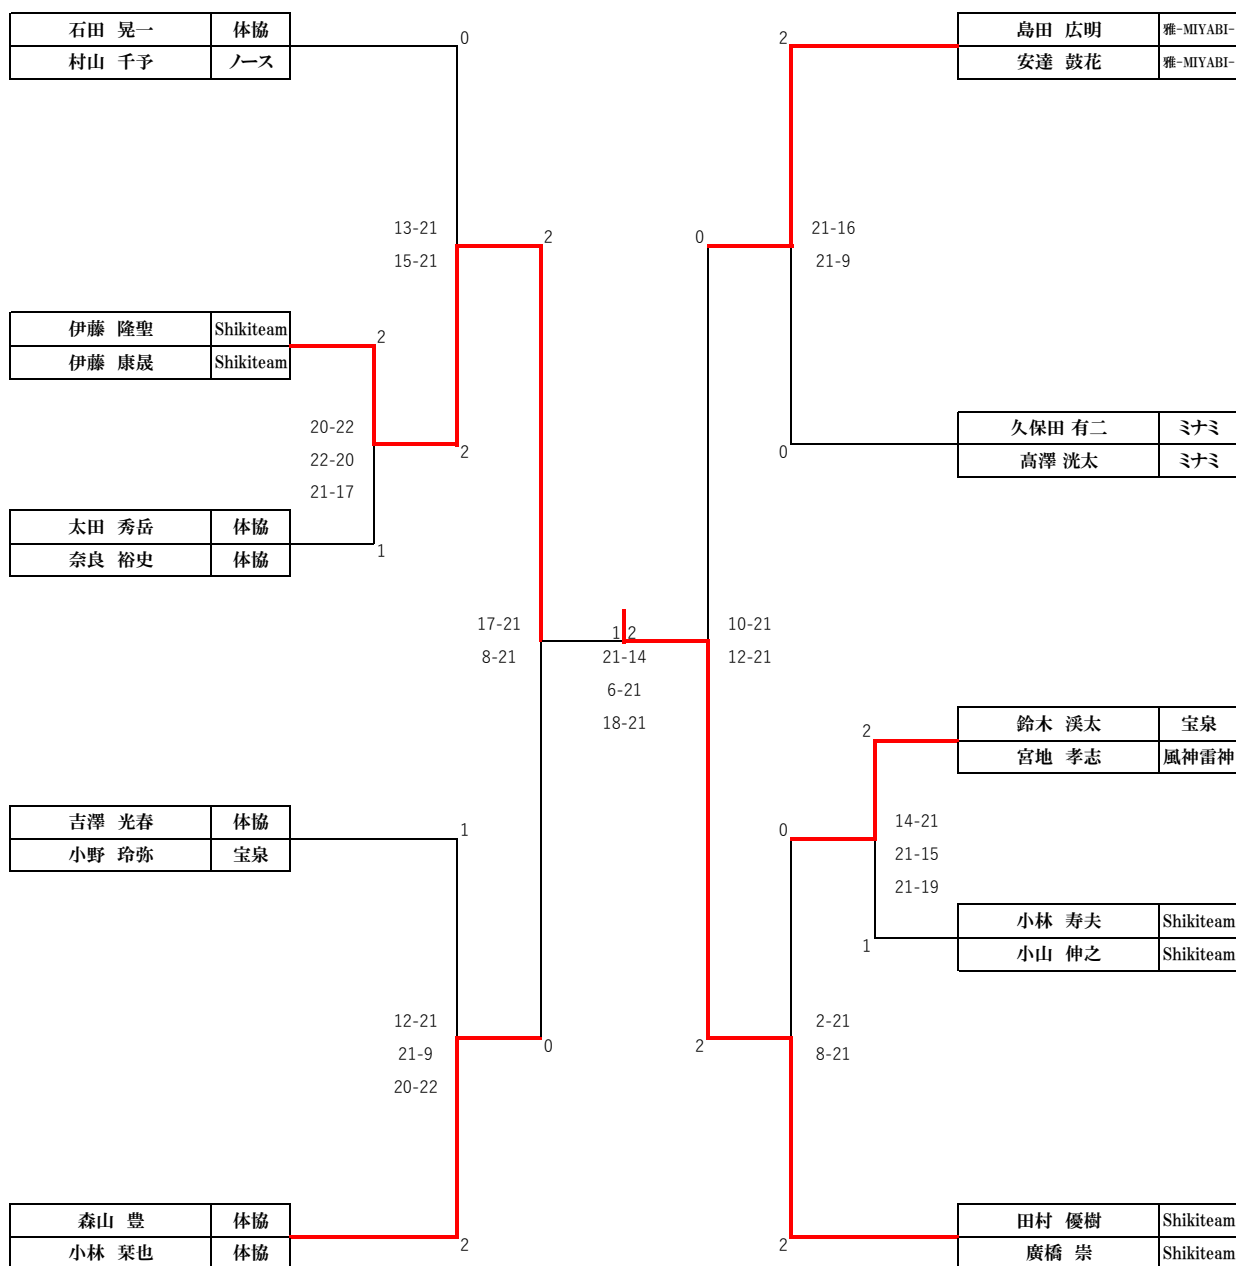 石田 晃一 体協
村山 千予 ノース
0
13-21
15-21
2
伊藤 隆聖 Shikiteam
伊藤 康晟 Shikiteam
2
20-22
22-20
21-17
2
太田 秀岳 体協
奈良 裕史 体協
1
17-21
8-21
吉澤 光春 体協
小野 玲弥 宝泉
1
12-21
21-9
20-22
0
森山 豊 体協
小林 栞也 体協
2
1 2
21-14
6-21
18-21
2
島田 広明 雅-MIYABI-
安達 鼓花 雅-MIYABI-
0
21-16
21-9
久保田 有二 ミナミ
髙澤 洸太 ミナミ
0
10-21
12-21
鈴木 渓太 宝泉
宮地 孝志 風神雷神
2
0
14-21
21-15
21-19
小林 寿夫 Shikiteam
小山 伸之 Shikiteam
1
2
2-21
8-21
田村 優樹 Shikiteam
廣橋 崇 Shikiteam
2